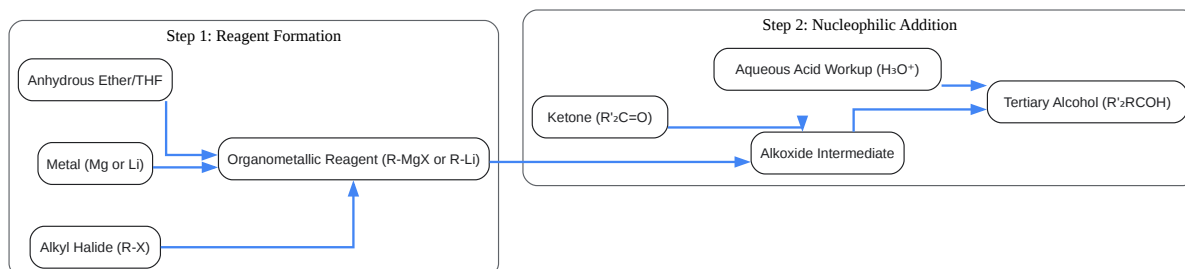 Step 1: Reagent Formation
Anhydrous Ether/THF
Metal (Mg or Li)
Organometallic Reagent (R-MgX or R-Li)
Alkyl Halide (R-X)
Step 2: Nucleophilic Addition
Aqueous Acid Workup (H₃O⁺)
Ketone (R'₂C=O)
Tertiary Alcohol (R'₂RCOH)
Alkoxide Intermediate